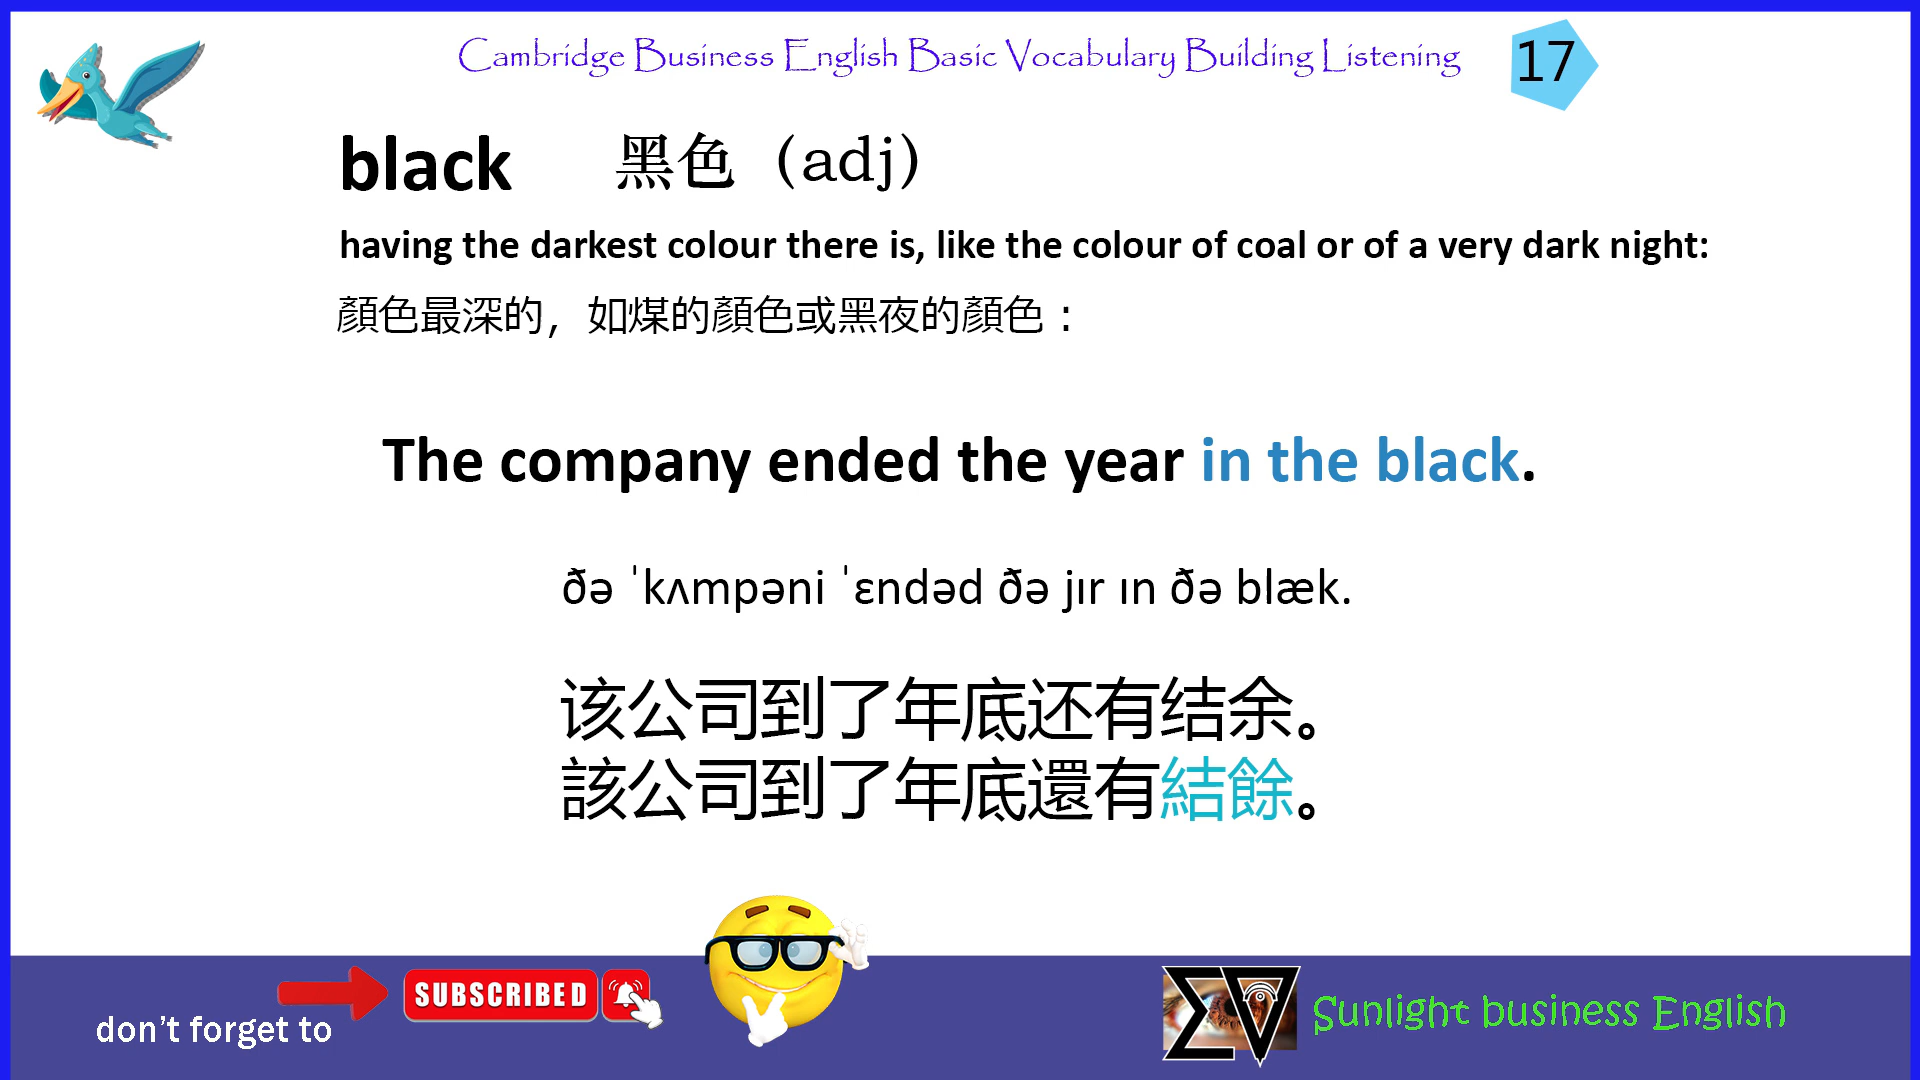 Cambridge Business English Basic Vocabulary Building Listening
17
black 黑色 (adj)
having the darkest colour there is, like the colour of coal or of a very dark night:
顏色最深的，如煤的顏色或黑夜的顏色：
The company ended the year in the black.
ðə ˈkʌmpəni ˈɛndəd ðə jɪr ɪn ðə blæk.
该公司到了年底还有结余。
該公司到了年底還有結餘。
don't forget to
SUBSCRIBED
Sunlight business English